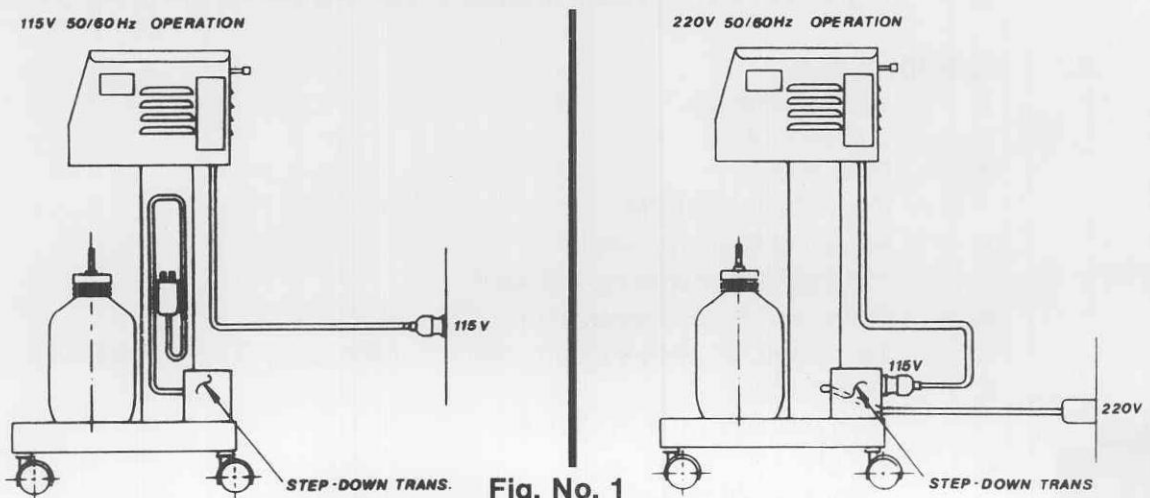 115V 50/60Hz OPERATION
115V
STEP-DOWN TRANS.
220V 50/60Hz OPERATION
115V
220V
STEP-DOWN TRANS.
Fig. No. 1